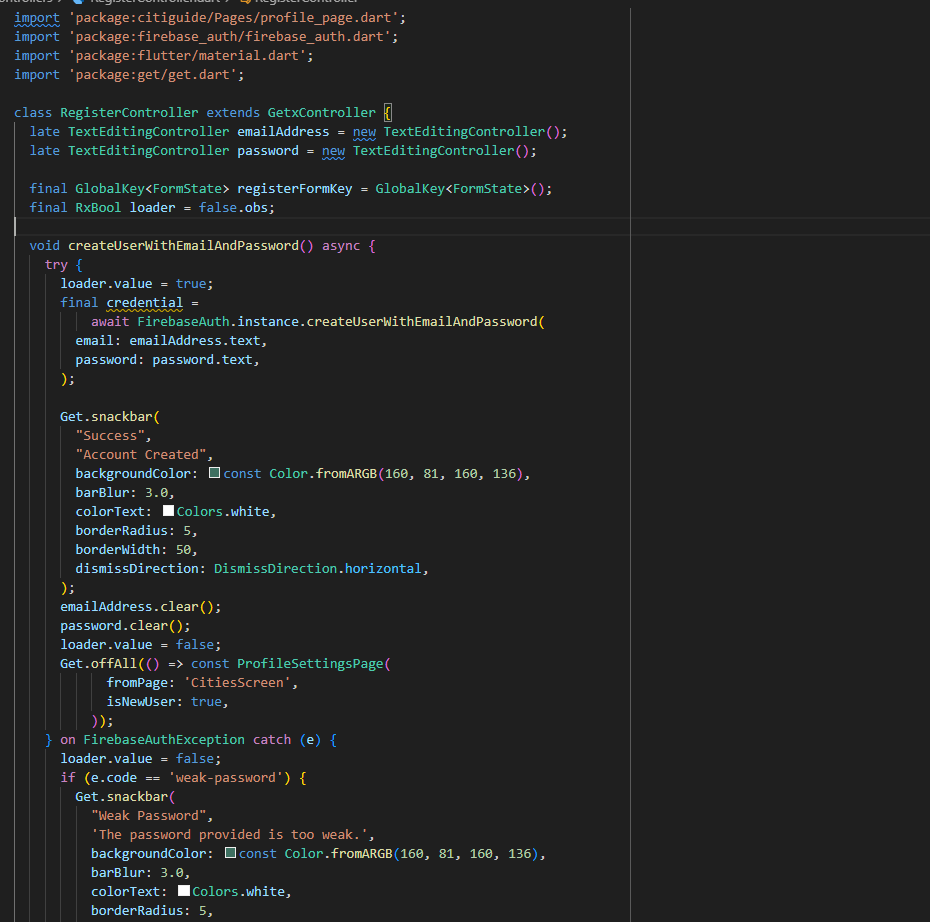 import 'package:citiguide/Pages/profile_page.dart';
import 'package:firebase_auth/firebase_auth.dart';
import 'package:flutter/material.dart';
import 'package:get/get.dart';

class RegisterController extends GetxController {
  late TextEditingController emailAddress = new TextEditingController();
  late TextEditingController password = new TextEditingController();

  final GlobalKey<FormState> registerFormKey = GlobalKey<FormState>();
  final RxBool loader = false.obs;

  void createUserWithEmailAndPassword() async {
    try {
      loader.value = true;
      final credential =
          await FirebaseAuth.instance.createUserWithEmailAndPassword(
        email: emailAddress.text,
        password: password.text,
      );

      Get.snackbar(
        "Success",
        "Account Created",
        backgroundColor: const Color.fromARGB(160, 81, 160, 136),
        barBlur: 3.0,
        colorText: Colors.white,
        borderRadius: 5,
        borderWidth: 50,
        dismissDirection: DismissDirection.horizontal,
      );
      emailAddress.clear();
      password.clear();
      loader.value = false;
      Get.offAll(() => const ProfileSettingsPage(
            fromPage: 'CitiesScreen',
            isNewUser: true,
          ));
    } on FirebaseAuthException catch (e) {
      loader.value = false;
      if (e.code == 'weak-password') {
        Get.snackbar(
          "Weak Password",
          'The password provided is too weak.',
          backgroundColor: const Color.fromARGB(160, 81, 160, 136),
          barBlur: 3.0,
          colorText: Colors.white,
          borderRadius: 5,